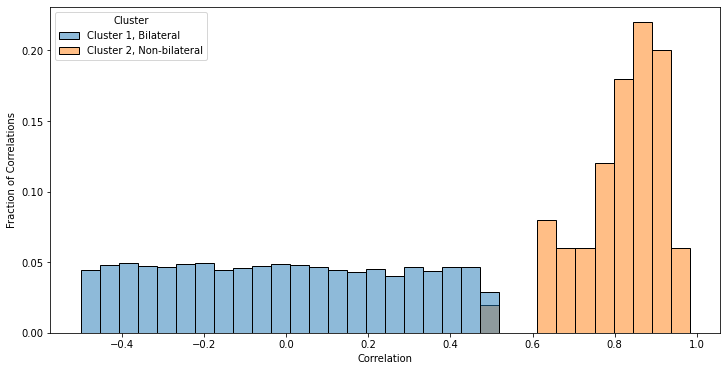 Cluster
Cluster 1, Bilateral
Cluster 2, Non-bilateral
Fraction of Correlations
0.20
0.15
0.10
0.05
0.00
−0.4 −0.2 0.0 0.2 0.4 0.6 0.8 1.0
Correlation